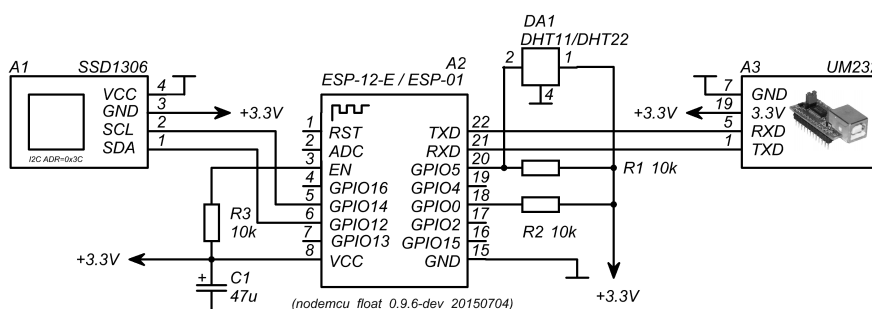 DA1
DHT11/DHT22
2
1
4
A1 SSD1306
VCC 4
GND 3
SCL 2
SDA 1
I2C ADR=0x3C
+3.3V
A2
ESP-12-E / ESP-01
1 RST
2 ADC
3 EN
4 GPIO16
5 GPIO14
6 GPIO12
7 GPIO13
8 VCC
TXD 22
RXD 21
GPIO5 20
GPIO4 19
GPIO0 18
GPIO2 17
GPIO15 16
GND 15
(nodemcu float 0.9.6-dev 20150704)
R3
10k
+3.3V
+ C1
47u
R1 10k
R2 10k
+3.3V
A3 UM232
7 GND
+3.3V 19 3.3V
5 RXD
1 TXD